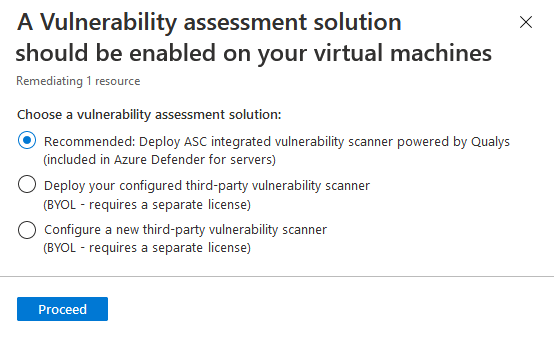 A Vulnerability assessment solution
should be enabled on your virtual machines
Remediating 1 resource
Choose a vulnerability assessment solution:
Recommended: Deploy ASC integrated vulnerability scanner powered by Qualys
(included in Azure Defender for servers)
Deploy your configured third-party vulnerability scanner
(BYOL - requires a separate license)
Configure a new third-party vulnerability scanner
(BYOL - requires a separate license)
Proceed